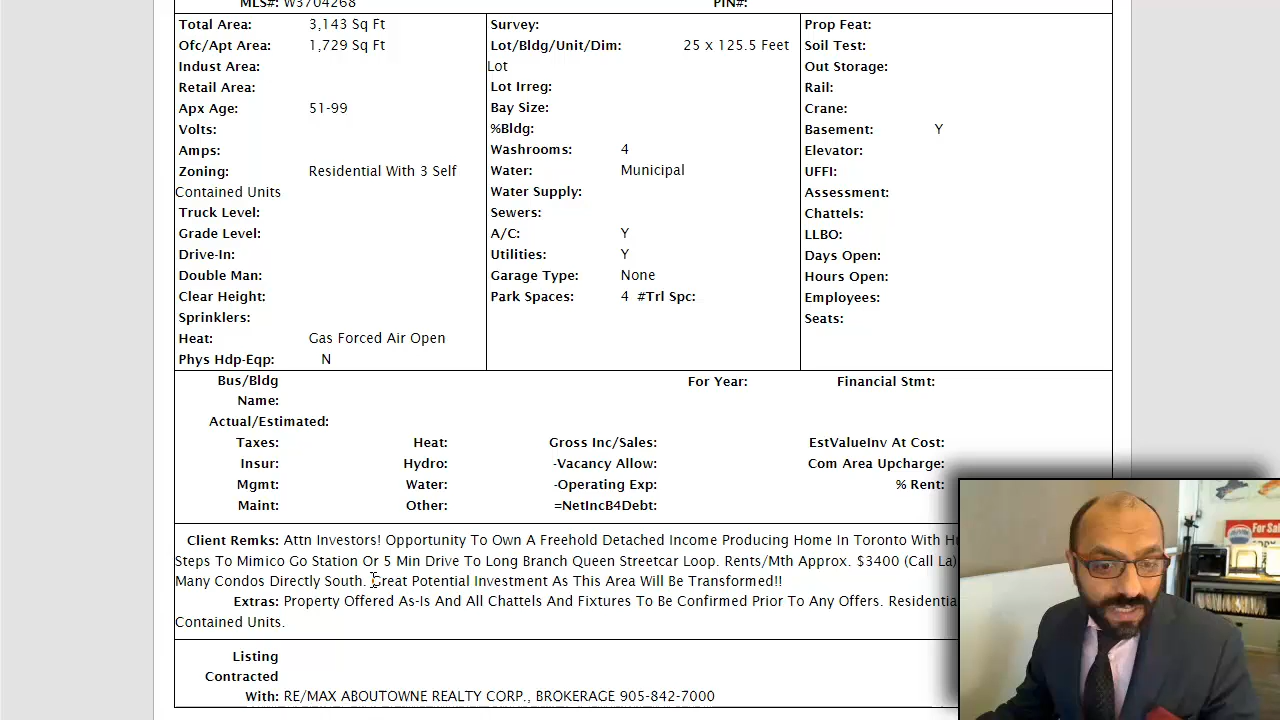 MLS#: W3704268 PIN#:
Total Area: 3,143 Sq Ft
Ofc/Apt Area: 1,729 Sq Ft
Indust Area:
Retail Area:
Apx Age: 51-99
Volts:
Amps:
Zoning: Residential With 3 Self
Contained Units
Truck Level:
Grade Level:
Drive-In:
Double Man:
Clear Height:
Sprinklers:
Heat: Gas Forced Air Open
Phys Hdp-Eqp: N
Survey:
Lot/Bldg/Unit/Dim: 25 x 125.5 Feet
Lot
Lot Irreg:
Bay Size:
%Bldg:
Washrooms: 4
Water: Municipal
Water Supply:
Sewers:
A/C: Y
Utilities: Y
Garage Type: None
Park Spaces: 4 #Trl Spc:
Prop Feat:
Soil Test:
Out Storage:
Rail:
Crane:
Basement: Y
Elevator:
UFFI:
Assessment:
Chattels:
LLBO:
Days Open:
Hours Open:
Employees:
Seats:
Bus/Bldg For Year: Financial Stmt:
Name:
Actual/Estimated:
Taxes: Heat: Gross Inc/Sales: EstValueInv At Cost:
Insur: Hydro: -Vacancy Allow: Com Area Upcharge:
Mgmt: Water: -Operating Exp: % Rent:
Maint: Other: =NetIncB4Debt:
Client Remks: Attn Investors! Opportunity To Own A Freehold Detached Income Producing Home In Toronto With
Steps To Mimico Go Station Or 5 Min Drive To Long Branch Queen Streetcar Loop. Rents/Mth Approx. $3400 (Call La)
Many Condos Directly South. Great Potential Investment As This Area Will Be Transformed!!
Extras: Property Offered As-Is And All Chattels And Fixtures To Be Confirmed Prior To Any Offers.
Contained Units.
Listing
Contracted
With: RE/MAX ABOUTOWNE REALTY CORP., BROKERAGE 905-842-7000
For Sal